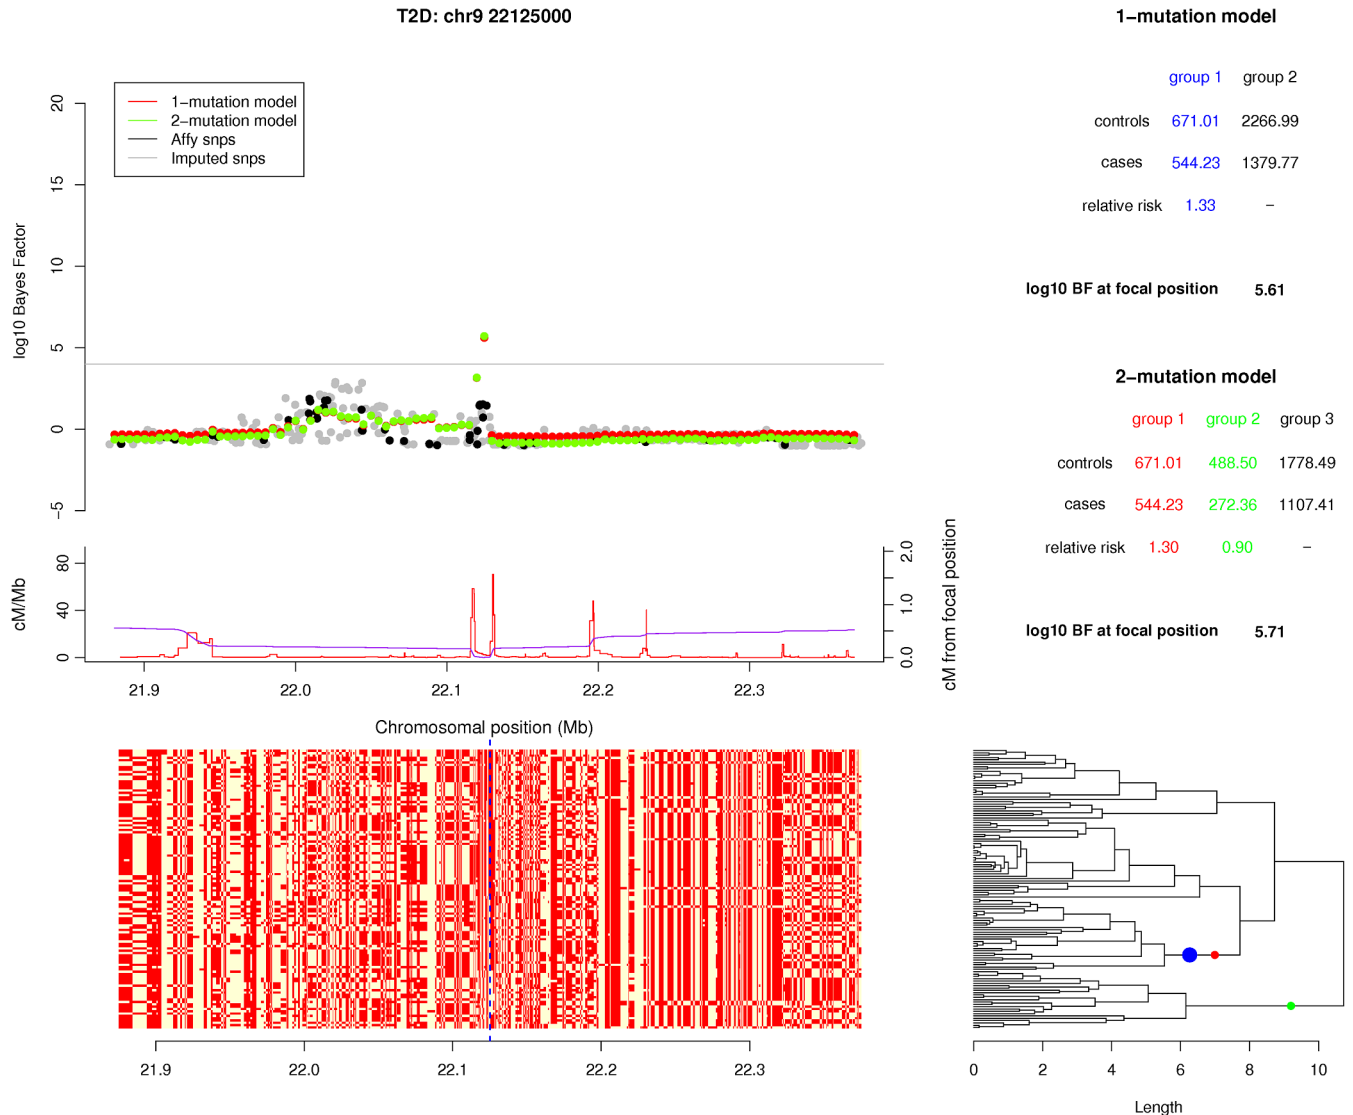 T2D: chr9 22125000
1−mutation model
2−mutation model
Affy snps
Imputed snps
log10 Bayes Factor
20
15
10
5
0
−5
cM/Mb
80
40
0
2.0
1.0
0.0
cM from focal position
21.9 22.0 22.1 22.2 22.3
Chromosomal position (Mb)
21.9 22.0 22.1 22.2 22.3
1−mutation model
group 1 group 2
controls 671.01 2266.99
cases 544.23 1379.77
relative risk 1.33 −
log10 BF at focal position 5.61
2−mutation model
group 1 group 2 group 3
controls 671.01 488.50 1778.49
cases 544.23 272.36 1107.41
relative risk 1.30 0.90 −
log10 BF at focal position 5.71
0 2 4 6 8 10
Length